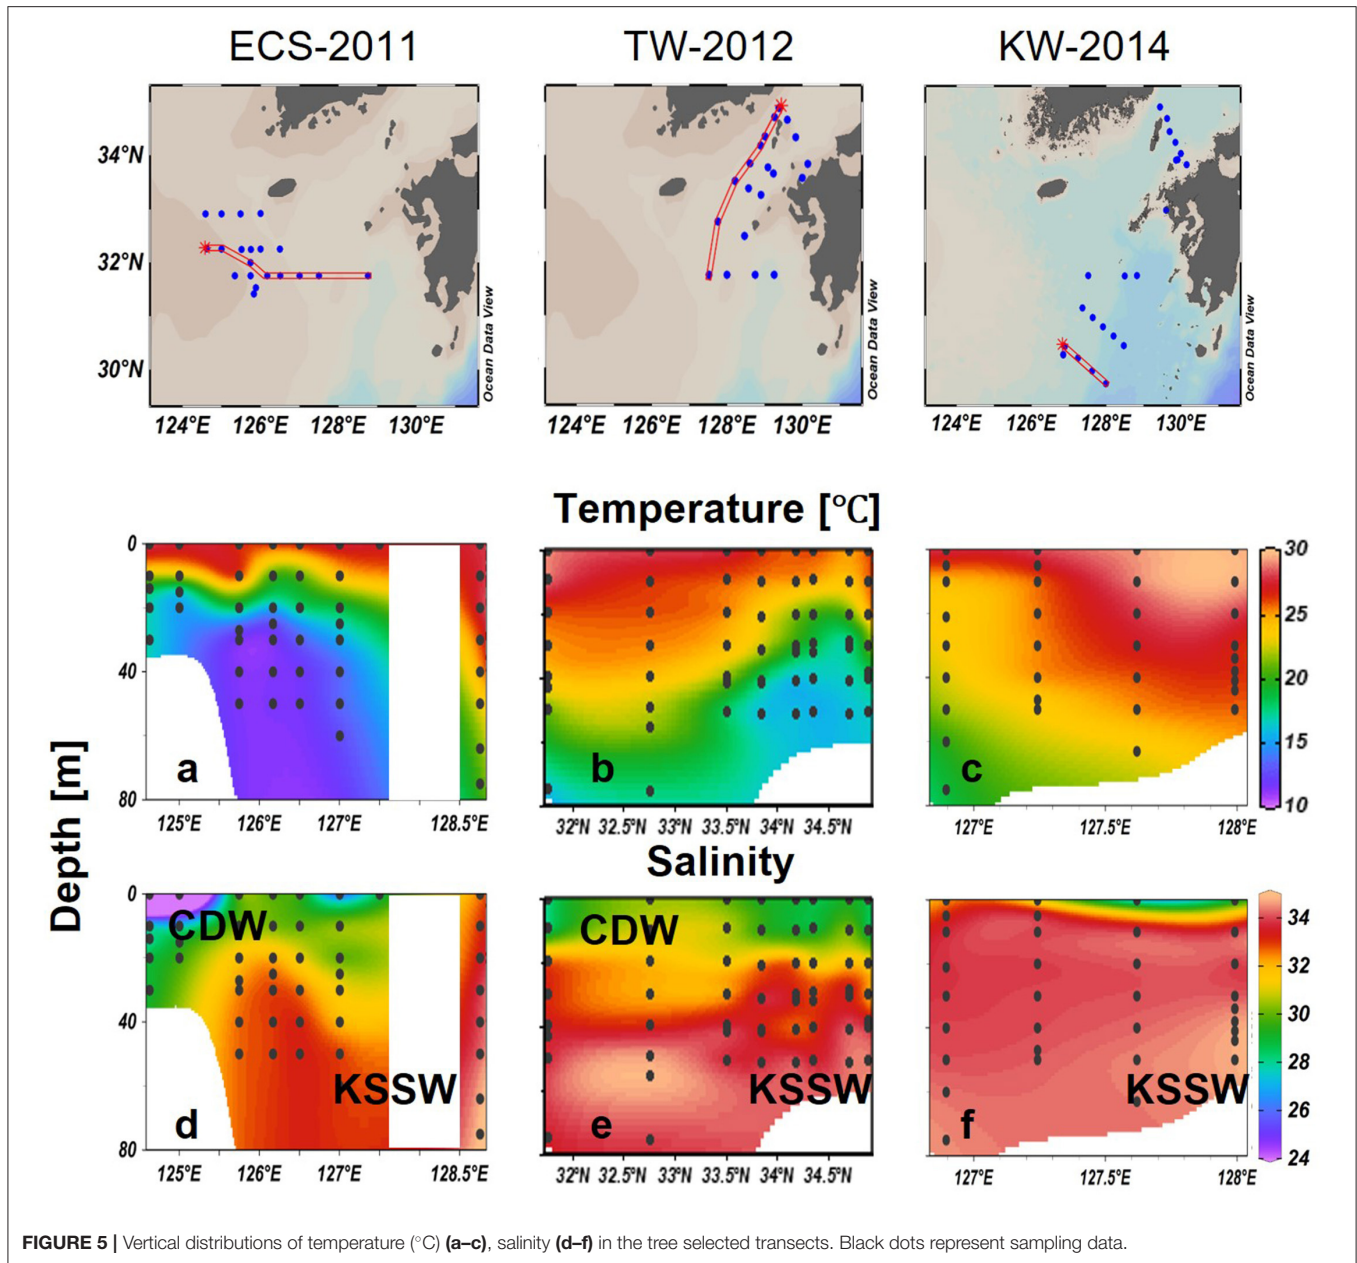 ECS-2011 TW-2012 KW-2014
34°N
32°N
30°N
Ocean Data View Ocean Data View Ocean Data View
124°E 126°E 128°E 130°E 124°E 126°E 128°E 130°E 124°E 126°E 128°E 130°E
Temperature [°C]
0 40 80
a b c
30 25 20 15 10
125°E 126°E 127°E 128.5°E 32°N 32.5°N 33°N 33.5°N 34°N 34.5°N 127°E 127.5°E 128°E
Depth [m]
Salinity
0 40 80
CDW CDW
KSSW KSSW KSSW
d e f
34 32 30 28 26 24
125°E 126°E 127°E 128.5°E 32°N 32.5°N 33°N 33.5°N 34°N 34.5°N 127°E 127.5°E 128°E
FIGURE 5 | Vertical distributions of temperature (°C) (a–c), salinity (d–f) in the tree selected transects. Black dots represent sampling data.